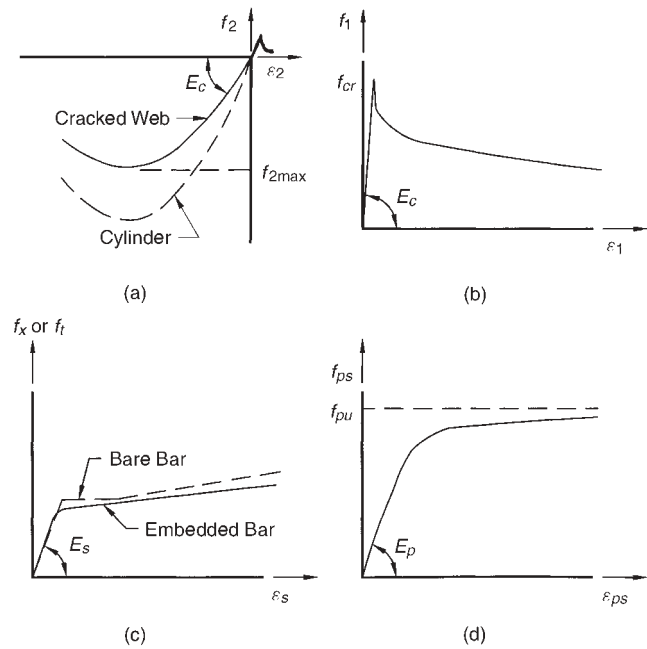 f2
ε2
Ec
Cracked Web
f2max
Cylinder
(a)
f1
fcr
Ec
ε1
(b)
fx or ft
Bare Bar
Embedded Bar
Es
εs
(c)
fps
fpu
Ep
εps
(d)